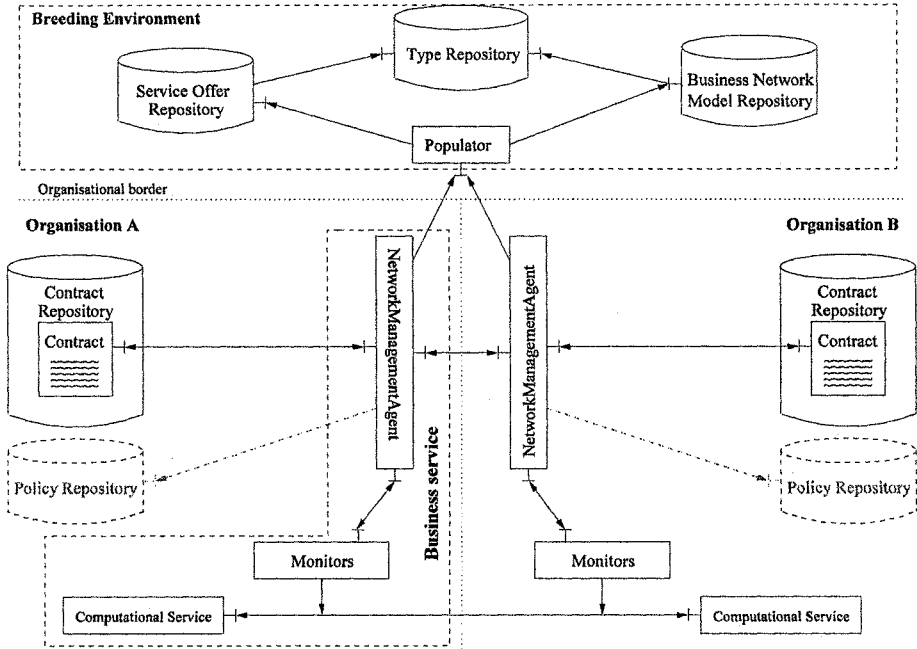 Breeding Environment
Type Repository
Service Offer
Repository
Business Network
Model Repository
Populator
Organisational border
Organisation A
Organisation B
Contract
Repository
Contract
NetworkManagementAgent
NetworkManagementAgent
Contract
Repository
Contract
Policy Repository
Business service
Policy Repository
Monitors
Monitors
Computational Service
Computational Service